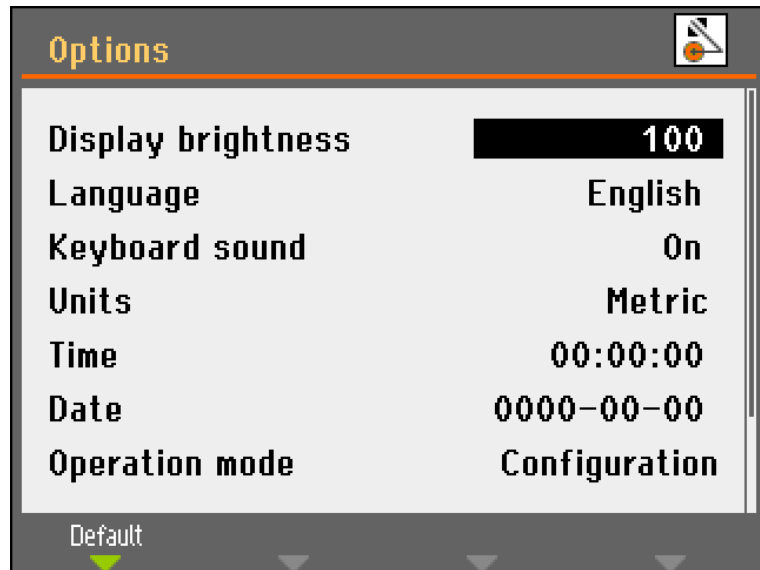 Options
Display brightness 100
Language English
Keyboard sound On
Units Metric
Time 00:00:00
Date 0000-00-00
Operation mode Configuration
Default